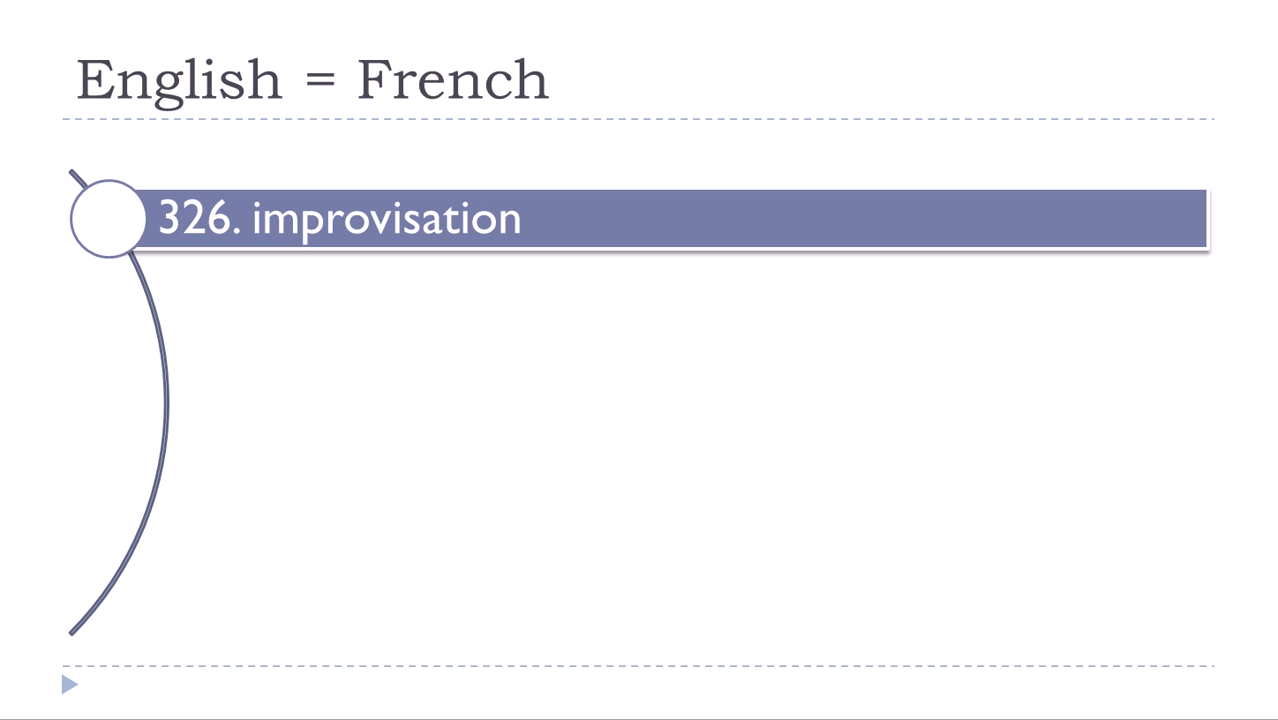 English = French
326. improvisation